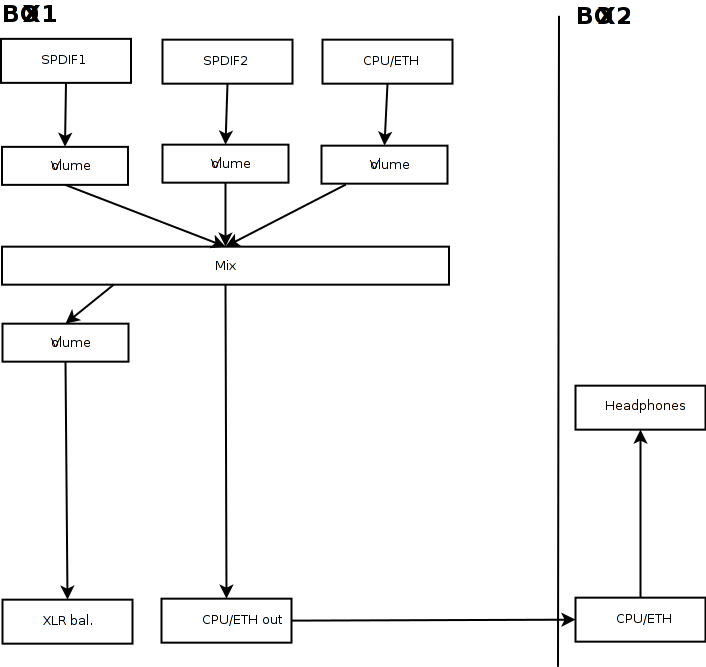 BOX1
BOX2
SPDIF1
SPDIF2
CPU/ETH
Volume
Volume
Volume
Mix
Volume
Headphones
XLR bal.
CPU/ETH out
CPU/ETH